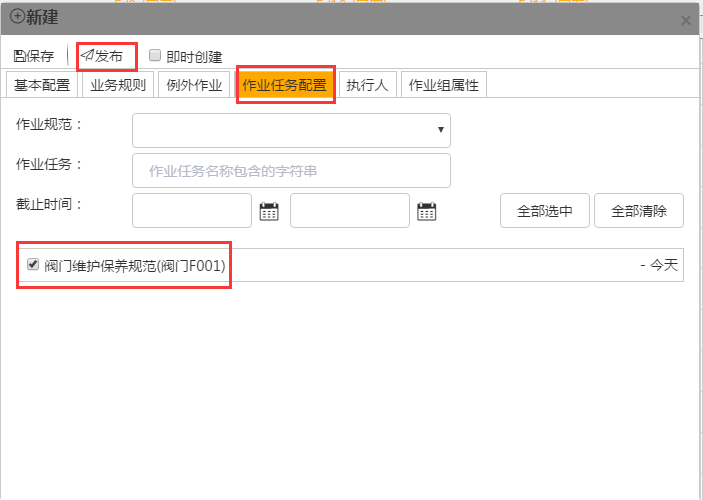 新建
×
保存 发布 即时创建
基本配置 业务规则 例外作业 作业任务配置 执行人 作业组属性
作业规范：
作业任务： 作业任务名称包含的字符串
截止时间： 全部选中 全部清除
阀门维护保养规范(阀门F001) - 今天